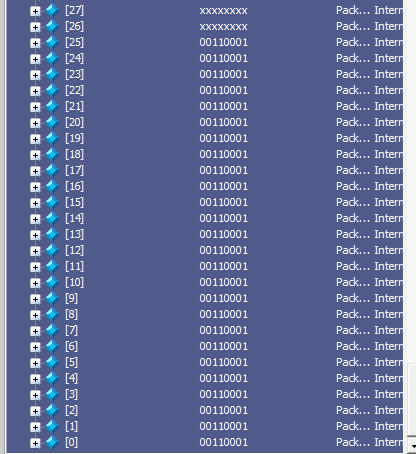 [27] xxxxxxxx Pack... Intern
[26] xxxxxxxx Pack... Intern
[25] 00110001 Pack... Intern
[24] 00110001 Pack... Intern
[23] 00110001 Pack... Intern
[22] 00110001 Pack... Intern
[21] 00110001 Pack... Intern
[20] 00110001 Pack... Intern
[19] 00110001 Pack... Intern
[18] 00110001 Pack... Intern
[17] 00110001 Pack... Intern
[16] 00110001 Pack... Intern
[15] 00110001 Pack... Intern
[14] 00110001 Pack... Intern
[13] 00110001 Pack... Intern
[12] 00110001 Pack... Intern
[11] 00110001 Pack... Intern
[10] 00110001 Pack... Intern
[9] 00110001 Pack... Intern
[8] 00110001 Pack... Intern
[7] 00110001 Pack... Intern
[6] 00110001 Pack... Intern
[5] 00110001 Pack... Intern
[4] 00110001 Pack... Intern
[3] 00110001 Pack... Intern
[2] 00110001 Pack... Intern
[1] 00110001 Pack... Intern
[0] 00110001 Pack... Intern